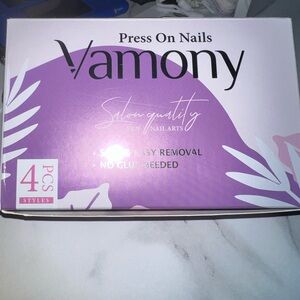 Press On Nails
Vamony
Salon quality
NAIL ARTS
EASY REMOVAL
NO GLUE NEEDED
4 PCS
STYLES